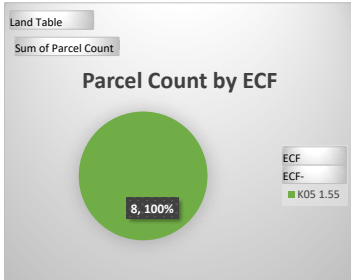 Land Table
Sum of Parcel Count
Parcel Count by ECF
8, 100%
ECF
ECF-
K05 1.55